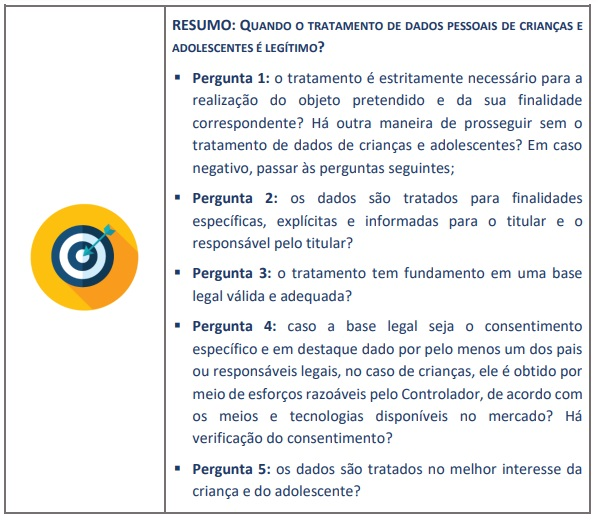 RESUMO: QUANDO O TRATAMENTO DE DADOS PESSOAIS DE CRIANÇAS E
ADOLESCENTES É LEGÍTIMO?
▪ Pergunta 1: o tratamento é estritamente necessário para a
realização do objeto pretendido e da sua finalidade
correspondente? Há outra maneira de prosseguir sem o
tratamento de dados de crianças e adolescentes? Em caso
negativo, passar às perguntas seguintes;
▪ Pergunta 2: os dados são tratados para finalidades
específicas, explícitas e informadas para o titular e o
responsável pelo titular?
▪ Pergunta 3: o tratamento tem fundamento em uma base
legal válida e adequada?
▪ Pergunta 4: caso a base legal seja o consentimento
específico e em destaque dado por pelo menos um dos pais
ou responsáveis legais, no caso de crianças, ele é obtido por
meio de esforços razoáveis pelo Controlador, de acordo com
os meios e tecnologias disponíveis no mercado? Há
verificação do consentimento?
▪ Pergunta 5: os dados são tratados no melhor interesse da
criança e do adolescente?